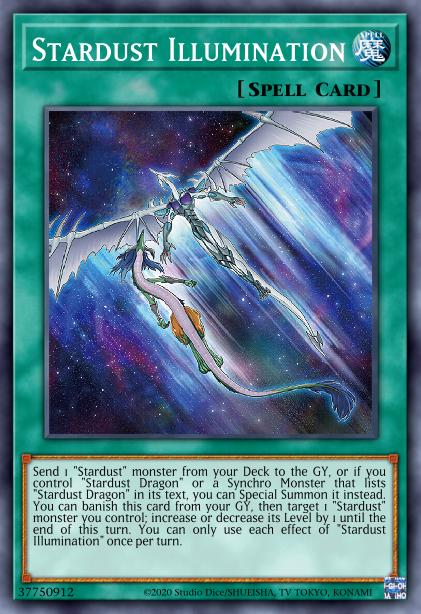 STARDUST ILLUMINATION
SPELL
魔
[SPELL CARD]
Send 1 "Stardust" monster from your Deck to the GY, or if you
control "Stardust Dragon" or a Synchro Monster that lists
"Stardust Dragon" in its text, you can Special Summon it instead.
You can banish this card from your GY, then target 1 "Stardust"
monster you control; increase or decrease its Level by 1 until the
end of this turn. You can only use each effect of "Stardust
Illumination" once per turn.
37750912
©2020 Studio Dice/SHUEISHA, TV TOKYO, KONAMI